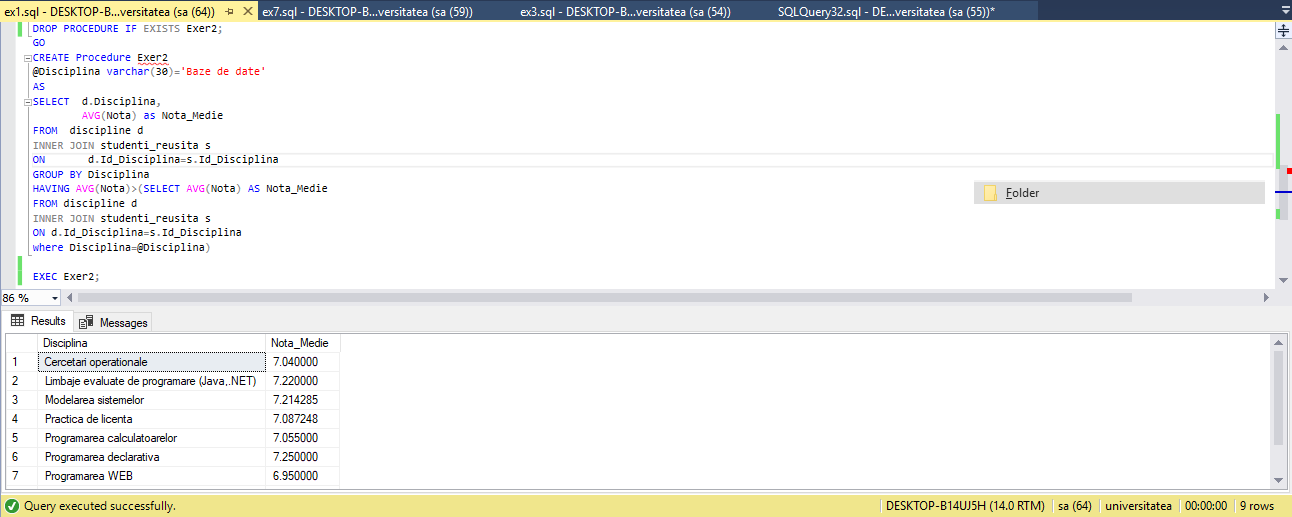 ex1.sql - DESKTOP-B...versitatea (sa (64)) ex7.sql - DESKTOP-B...versitatea (sa (59)) ex3.sql - DESKTOP-B...versitatea (sa (54)) SQLQuery32.sql - DE...versitatea (sa (55))*
DROP PROCEDURE IF EXISTS Exer2;
GO
CREATE Procedure Exer2
@Disciplina varchar(30)='Baze de date'
AS
SELECT d.Disciplina,
AVG(Nota) as Nota_Medie
FROM discipline d
INNER JOIN studenti_reusita s
ON d.Id_Disciplina=s.Id_Disciplina
GROUP BY Disciplina
HAVING AVG(Nota)>(SELECT AVG(Nota) AS Nota_Medie
FROM discipline d
INNER JOIN studenti_reusita s
ON d.Id_Disciplina=s.Id_Disciplina
where Disciplina=@Disciplina)
EXEC Exer2;
Folder
86 %
Results Messages
Disciplina Nota_Medie
1 Cercetari operationale 7.040000
2 Limbaje evaluate de programare (Java,.NET) 7.220000
3 Modelarea sistemelor 7.214285
4 Practica de licenta 7.087248
5 Programarea calculatoarelor 7.055000
6 Programarea declarativa 7.250000
7 Programarea WEB 6.950000
Query executed successfully. DESKTOP-B14UJ5H (14.0 RTM) sa (64) universitatea 00:00:00 9 rows